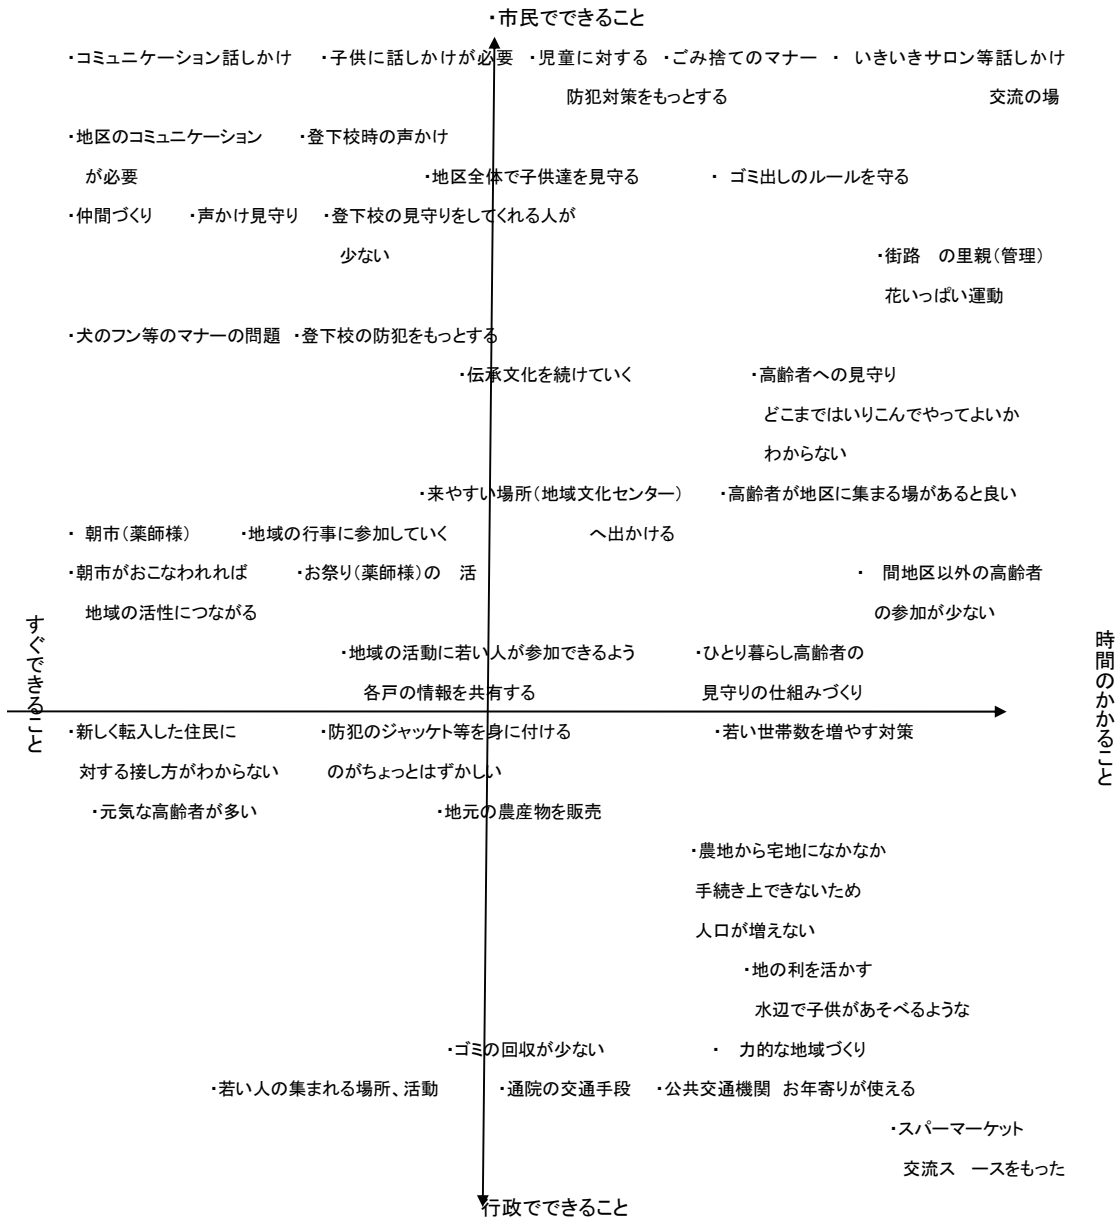 ・市民でできること
・コミュニケーション話しかけ ・子供に話しかけが必要 ・児童に対する ・ごみ捨てのマナー ・ いきいきサロン等話しかけ
防犯対策をもっとする 交流の場
・地区のコミュニケーション ・登下校時の声かけ
が必要 ・地区全体で子供達を見守る ・ ゴミ出しのルールを守る
・仲間づくり ・声かけ見守り ・登下校の見守りをしてくれる人が
少ない ・街路 の里親(管理)
花いっぱい運動
・犬のフン等のマナーの問題 ・登下校の防犯をもっとする
・伝承文化を続けていく ・高齢者への見守り
どこまではいりこんでやってよいか
わからない
・来やすい場所(地域文化センター) ・高齢者が地区に集まる場があると良い
・ 朝市(薬師様) ・地域の行事に参加していく へ出かける
・朝市がおこなわれれば ・お祭り(薬師様)の 活 ・ 間地区以外の高齢者
地域の活性につながる の参加が少ない
すぐできること
時間のかかること
・地域の活動に若い人が参加できるよう ・ひとり暮らし高齢者の
各戸の情報を共有する 見守りの仕組みづくり
・新しく転入した住民に ・防犯のジャッケト等を身に付ける ・若い世帯数を増やす対策
対する接し方がわからない のがちょっとはずかしい
・元気な高齢者が多い ・地元の農産物を販売
・農地から宅地になかなか
手続き上できないため
人口が増えない
・地の利を活かす
水辺で子供があそべるような
・ゴミの回収が少ない ・ 力的な地域づくり
・若い人の集まれる場所、活動 ・通院の交通手段 ・公共交通機関 お年寄りが使える
・スパーマーケット
交流ス ースをもった
行政でできること